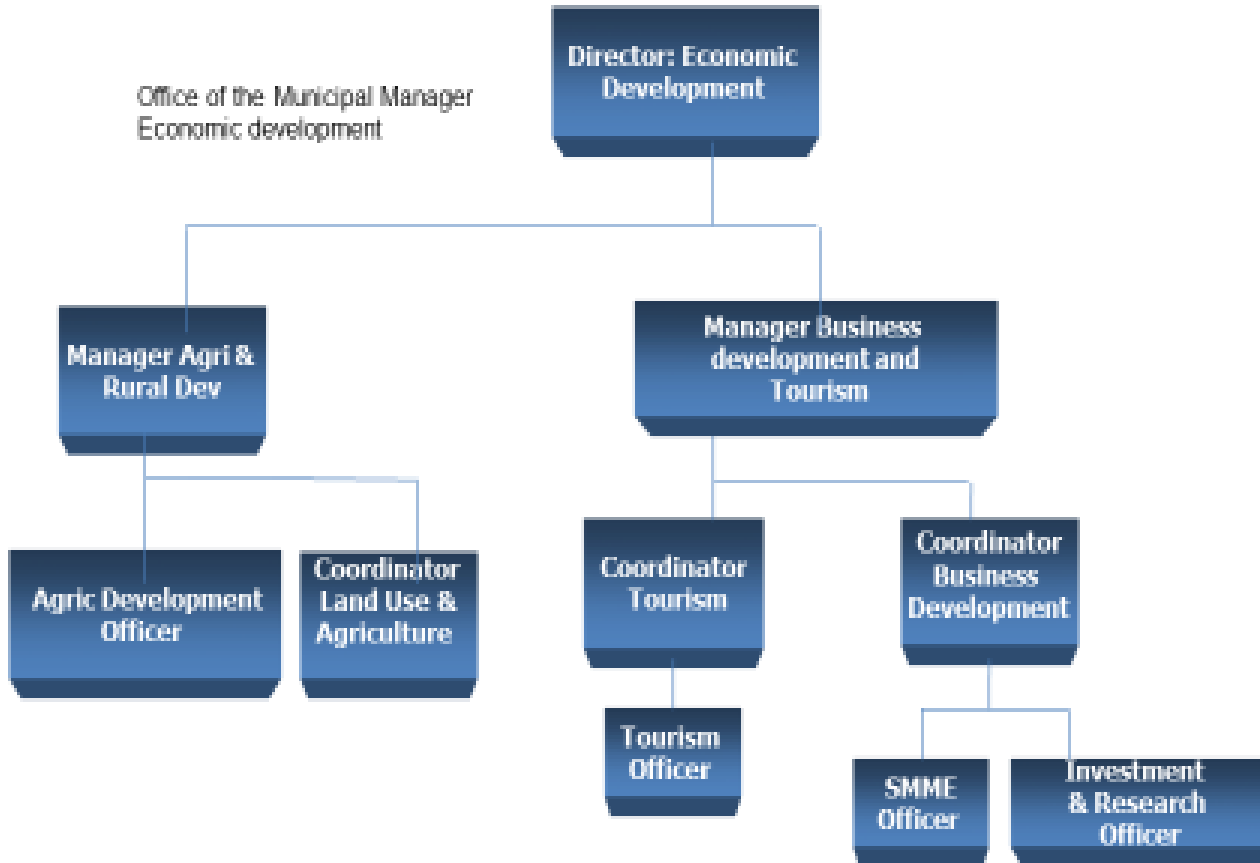 Director: Economic
Development
Office of the Municipal Manager
Economic development
Manager Agri &
Rural Dev
Manager Business
development and
Tourism
Agric Development
Officer
Coordinator
Land Use &
Agriculture
Coordinator
Tourism
Coordinator
Business
Development
Tourism
Officer
SMME
Officer
Investment
& Research
Officer